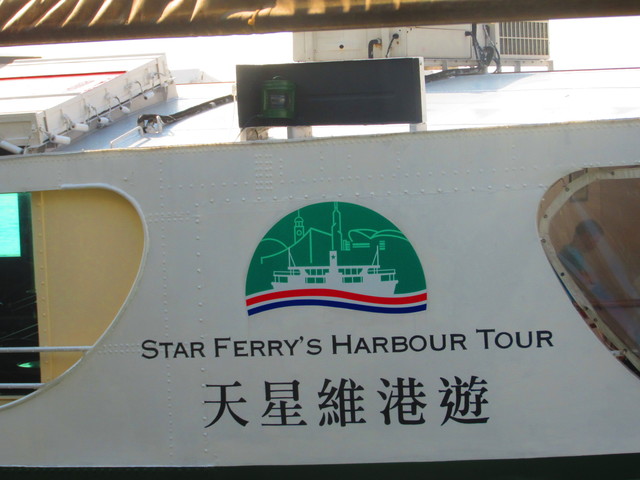 STAR FERRY'S HARBOUR TOUR
天星維港遊